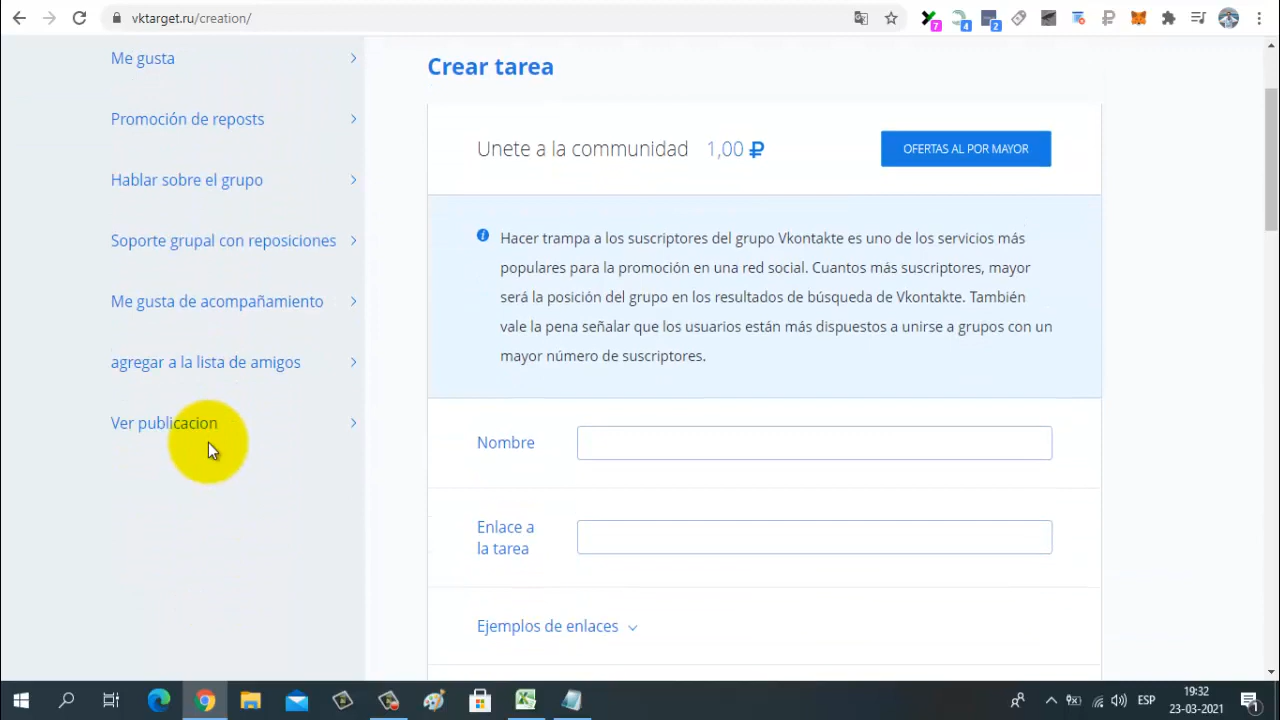 vktarget.ru/creation/
7
4
2
Me gusta
Promoción de reposts
Hablar sobre el grupo
Soporte grupal con reposiciones
Me gusta de acompañamiento
agregar a la lista de amigos
Ver publicacion
Crear tarea
Unete a la communidad 1,00 ₽
OFERTAS AL POR MAYOR
Hacer trampa a los suscriptores del grupo Vkontakte es uno de los servicios más
populares para la promoción en una red social. Cuantos más suscriptores, mayor
será la posición del grupo en los resultados de búsqueda de Vkontakte. También
vale la pena señalar que los usuarios están más dispuestos a unirse a grupos con un
mayor número de suscriptores.
Nombre
Enlace a
la tarea
Ejemplos de enlaces
ESP
19:32
23-03-2021
1